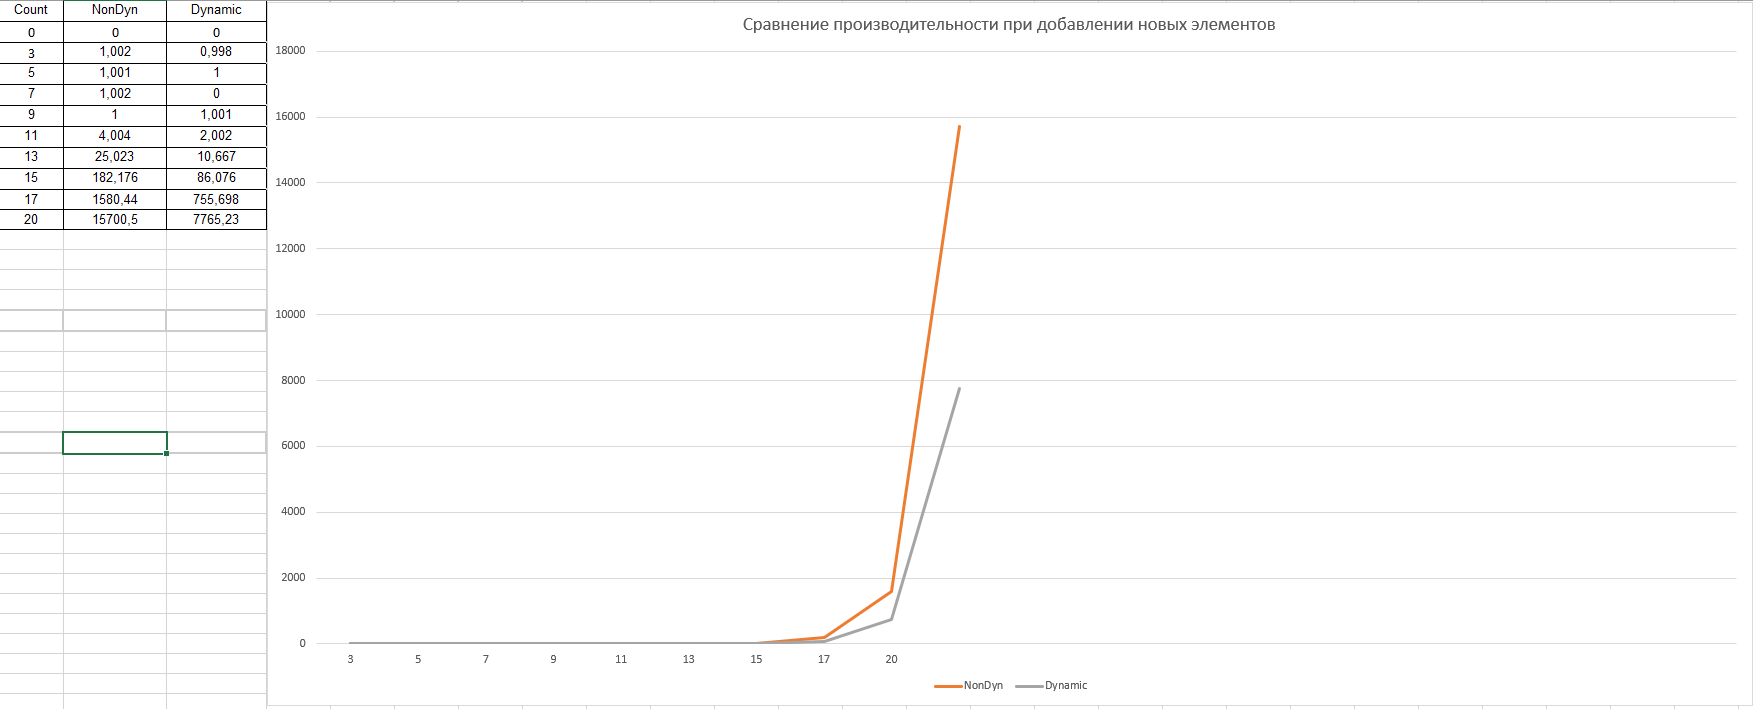 Count NonDyn Dynamic
0 0 0
3 1,002 0,998
5 1,001 1
7 1,002 0
9 1 1,001
11 4,004 2,002
13 25,023 10,667
15 182,176 86,076
17 1580,44 755,698
20 15700,5 7765,23
Сравнение производительности при добавлении новых элементов
18000
16000
14000
12000
10000
8000
6000
4000
2000
0
3 5 7 9 11 13 15 17 20
NonDyn Dynamic